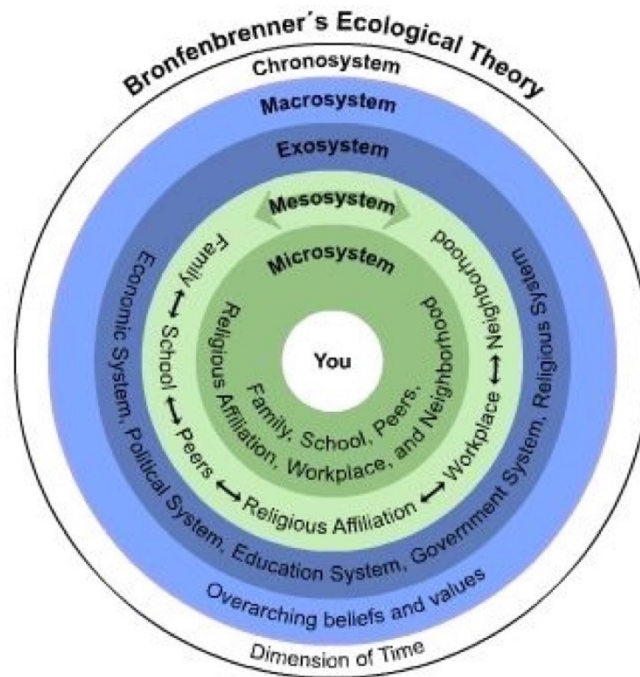 Bronfenbrenner´s Ecological Theory
Chronosystem
Macrosystem
Exosystem
Mesosystem
Microsystem
You
Family, School, Peers,
Religious Affiliation, Workplace, and Neighborhood
Family ↔ School ↔ Peers ↔ Religious Affiliation ↔ Workplace ↔ Neighborhood
Economic System, Political System, Education System, Government System, Religious System
Overarching beliefs and values
Dimension of Time